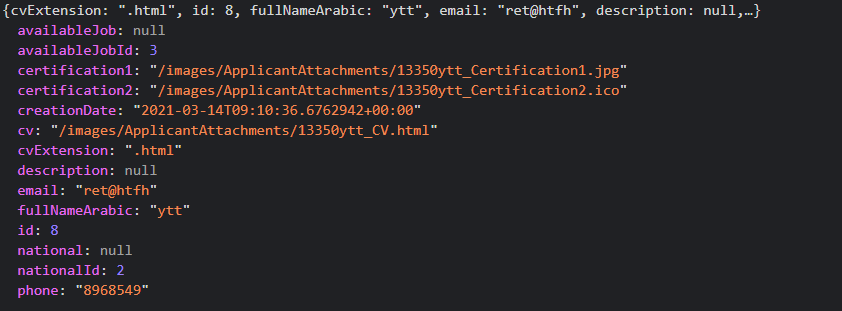 {cvExtension: ".html", id: 8, fullNameArabic: "ytt", email: "ret@htfh", description: null,…}
availableJob: null
availableJobId: 3
certification1: "/images/ApplicantAttachments/13350ytt_Certification1.jpg"
certification2: "/images/ApplicantAttachments/13350ytt_Certification2.ico"
creationDate: "2021-03-14T09:10:36.6762942+00:00"
cv: "/images/ApplicantAttachments/13350ytt_CV.html"
cvExtension: ".html"
description: null
email: "ret@htfh"
fullNameArabic: "ytt"
id: 8
national: null
nationalId: 2
phone: "8968549"